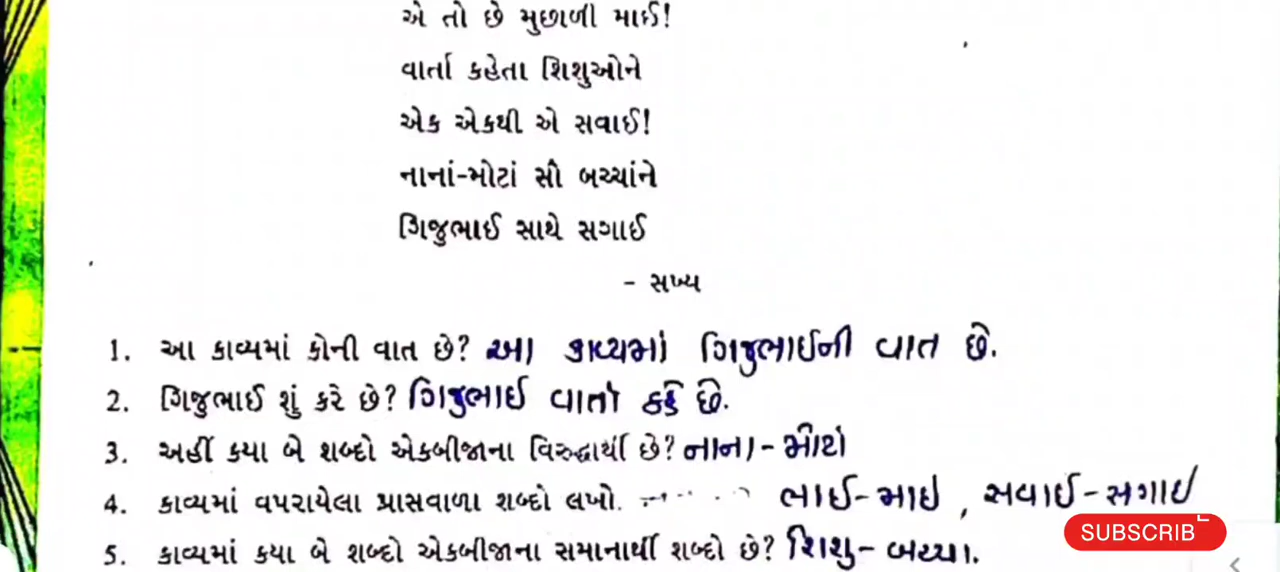 એ તો છે મુછાળી માઈ!
વાર્તા કહેતા શિશુઓને
એક એકથી એ સવાઈ!
નાનાં-મોટાં સૌ બચ્ચાંને
ગિજુભાઈ સાથે સગાઈ
- સખ્ય
1. આ કાવ્યમાં કોની વાત છે? આ કાવ્યમાં ગિજુભાઈની વાત છે.
2. ગિજુભાઈ શું કરે છે? ગિજુભાઈ વાર્તા કહે છે.
3. અહીં કયા બે શબ્દો એકબીજાના વિરુદ્ધાર્થી છે? નાના - મોટા
4. કાવ્યમાં વપરાયેલા પ્રાસવાળા શબ્દો લખો. ભાઈ-માઇ, સવાઈ-સગાઇ
5. કાવ્યમાં કયા બે શબ્દો એકબીજાના સમાનાર્થી શબ્દો છે? શિશુ- બચ્ચા.
SUBSCRIB